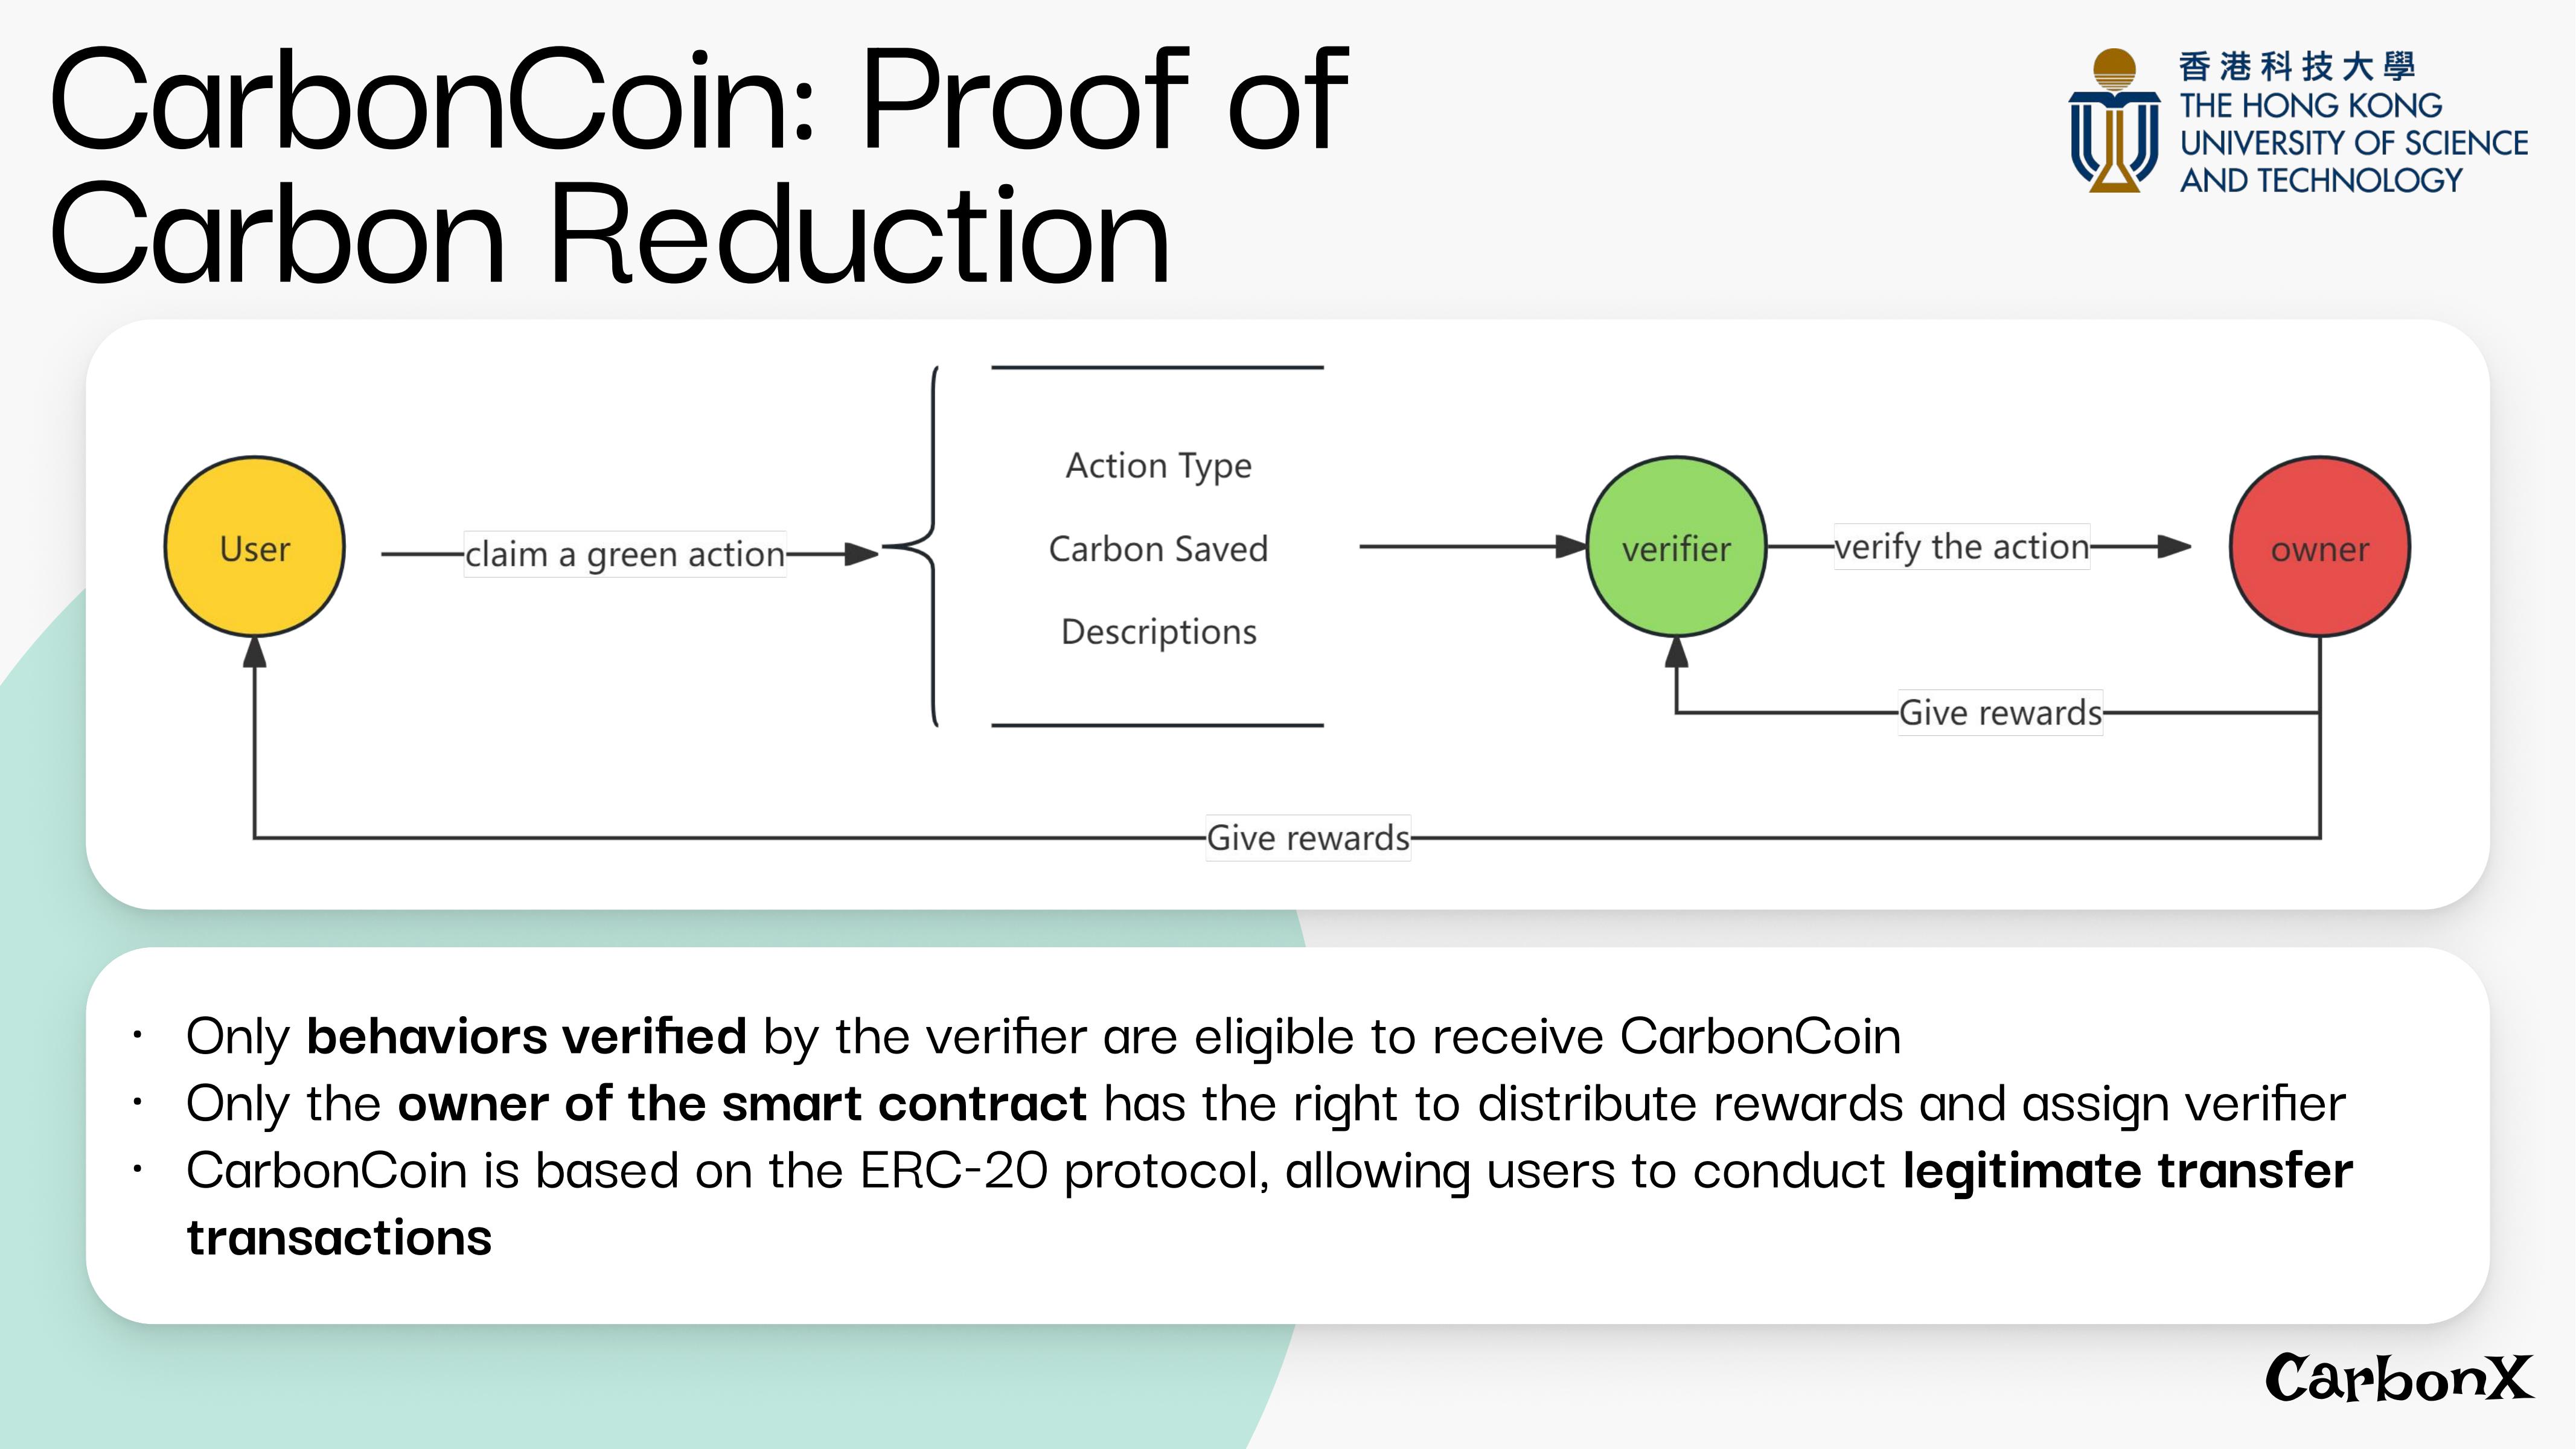 CarbonCoin: Proof of
Carbon Reduction
香港科技大學
THE HONG KONG
UNIVERSITY OF SCIENCE
AND TECHNOLOGY
User
claim a green action
Action Type
Carbon Saved
Descriptions
verifier
verify the action
owner
Give rewards
Give rewards
· Only behaviors verified by the verifier are eligible to receive CarbonCoin
· Only the owner of the smart contract has the right to distribute rewards and assign verifier
· CarbonCoin is based on the ERC-20 protocol, allowing users to conduct legitimate transfer
transactions
CarbonX